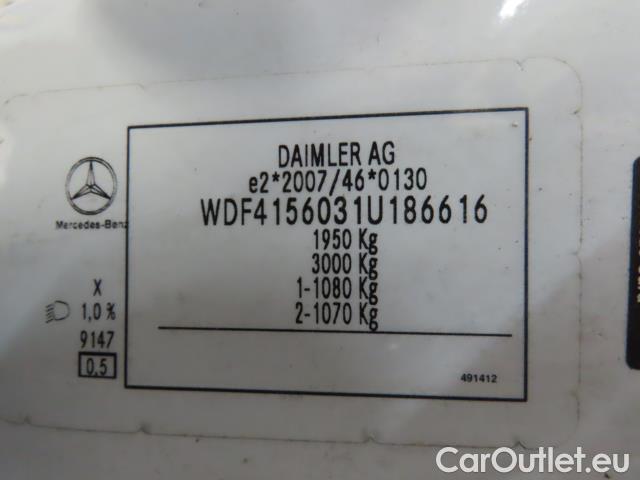 DAIMLER AG
e2*2007/46*0130
WDF4156031U186616
1950 Kg
3000 Kg
1-1080 Kg
2-1070 Kg
Mercedes-Benz
X
1,0%
9147
0.5
491412
CarOutlet.eu